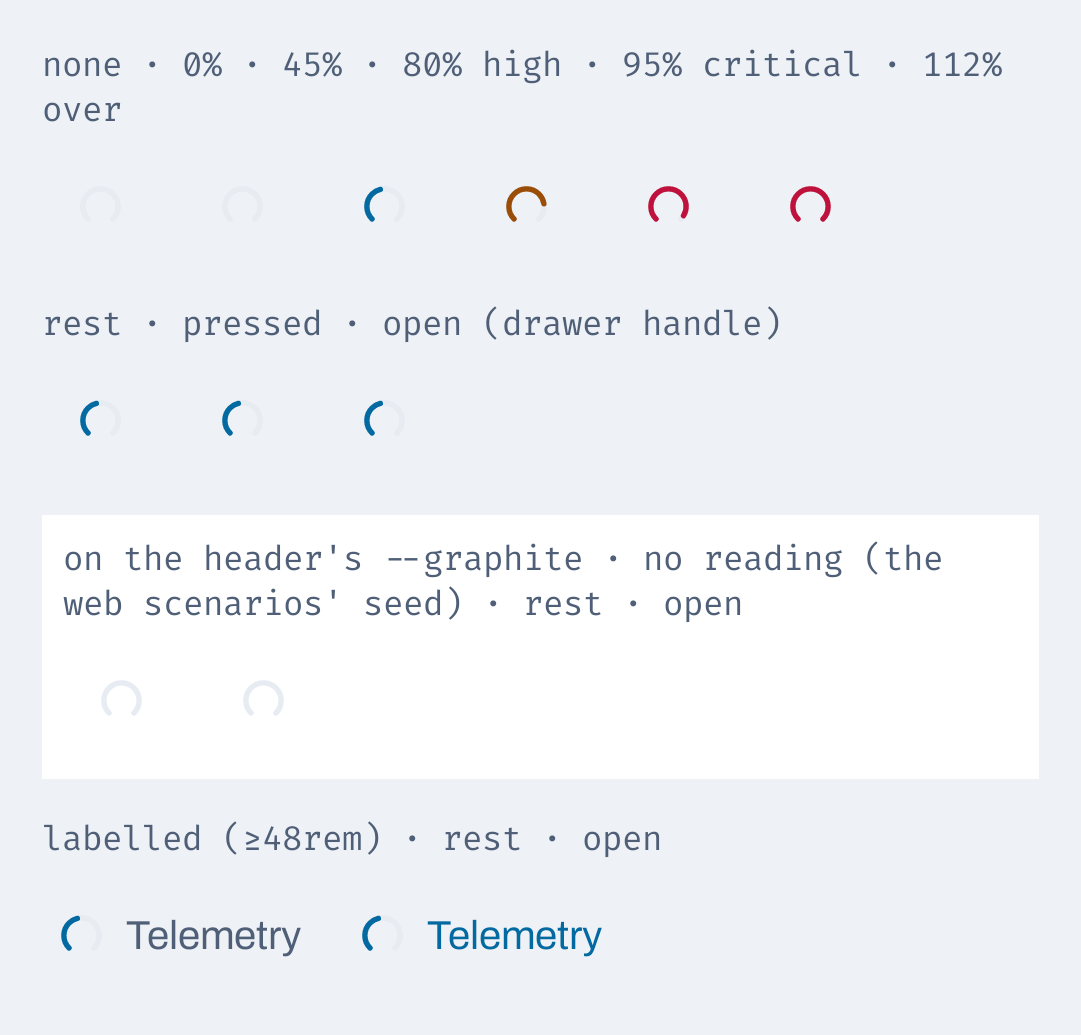 none · 0% · 45% · 80% high · 95% critical · 112%
over
rest · pressed · open (drawer handle)
on the header's --graphite · no reading (the
web scenarios' seed) · rest · open
labelled (≥48rem) · rest · open
Telemetry Telemetry